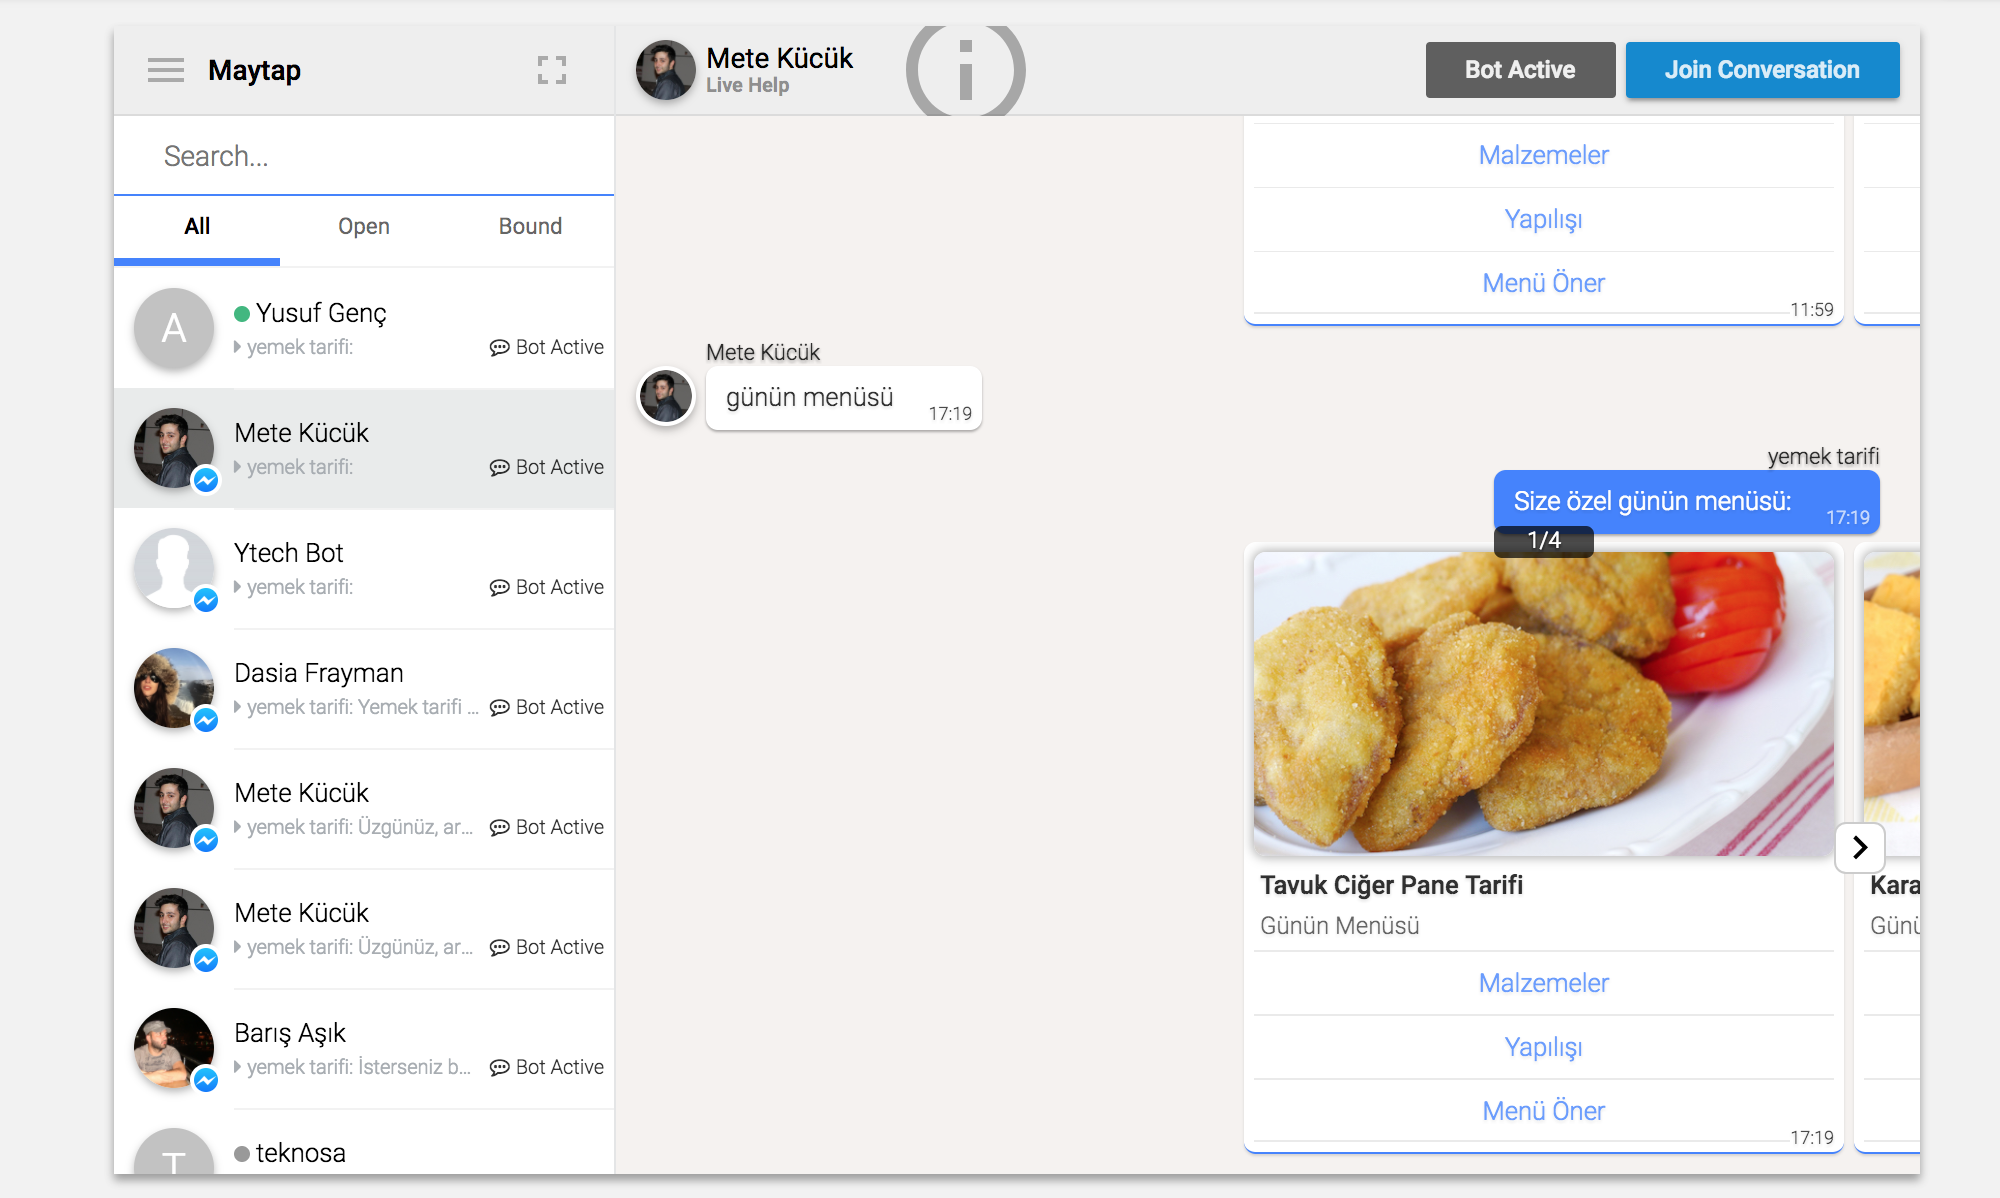 Maytap
Search...
All
Open
Bound
A
Yusuf Genç
yemek tarifi:
Bot Active
Mete Kücük
yemek tarifi:
Bot Active
Ytech Bot
yemek tarifi:
Bot Active
Dasia Frayman
yemek tarifi: Yemek tarifi ...
Bot Active
Mete Kücük
yemek tarifi: Üzgünüz, ar...
Bot Active
Mete Kücük
yemek tarifi: Üzgünüz, ar...
Bot Active
Barış Aşık
yemek tarifi: İsterseniz b...
Bot Active
T
teknosa
Mete Kücük
Live Help
Bot Active
Join Conversation
Malzemeler
Yapılışı
Menü Öner
11:59
Mete Kücük
günün menüsü
17:19
yemek tarifi
Size özel günün menüsü:
17:19
1/4
Tavuk Ciğer Pane Tarifi
Günün Menüsü
Malzemeler
Yapılışı
Menü Öner
17:19
Kara
Günü